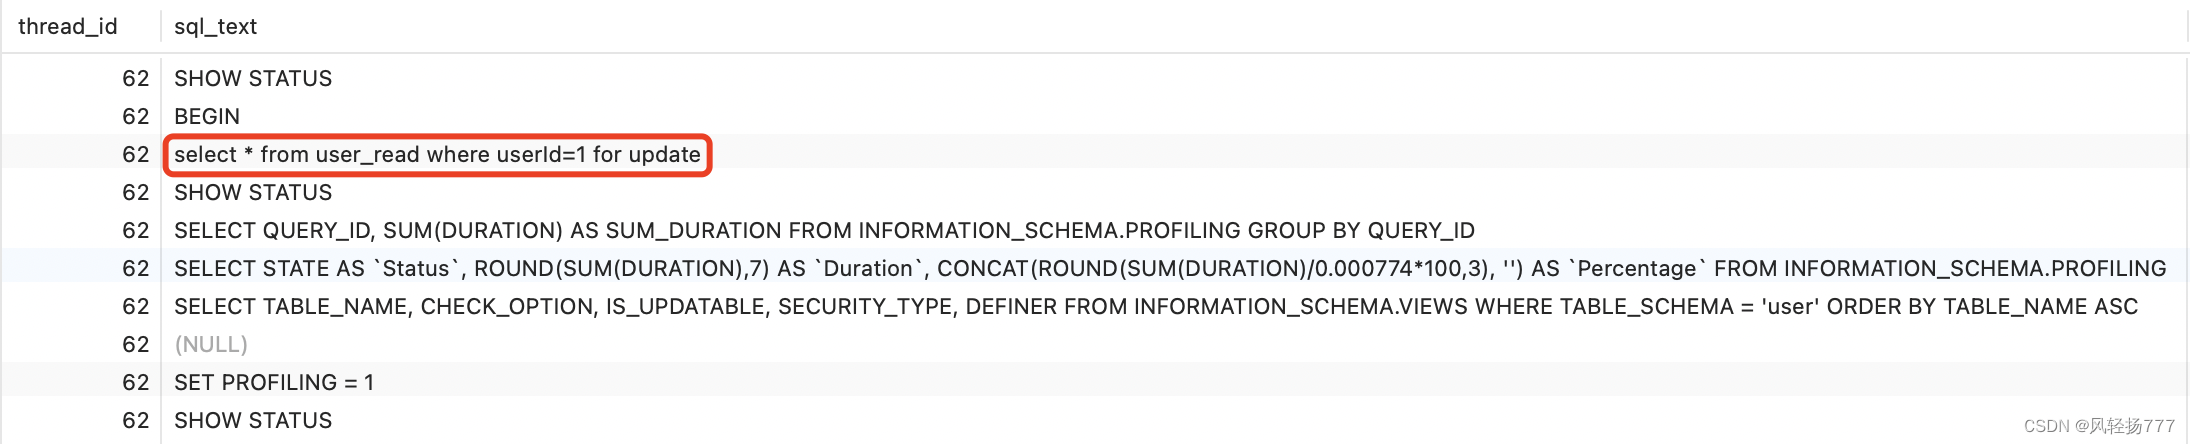 thread_id sql_text
62 SHOW STATUS
62 BEGIN
62 select * from user_read where userId=1 for update
62 SHOW STATUS
62 SELECT QUERY_ID, SUM(DURATION) AS SUM_DURATION FROM INFORMATION_SCHEMA.PROFILING GROUP BY QUERY_ID
62 SELECT STATE AS `Status`, ROUND(SUM(DURATION),7) AS `Duration`, CONCAT(ROUND(SUM(DURATION)/0.000774*100,3), '') AS `Percentage` FROM INFORMATION_SCHEMA.PROFILING
62 SELECT TABLE_NAME, CHECK_OPTION, IS_UPDATABLE, SECURITY_TYPE, DEFINER FROM INFORMATION_SCHEMA.VIEWS WHERE TABLE_SCHEMA = 'user' ORDER BY TABLE_NAME ASC
62 (NULL)
62 SET PROFILING = 1
62 SHOW STATUS
CSDN @风轻扬777